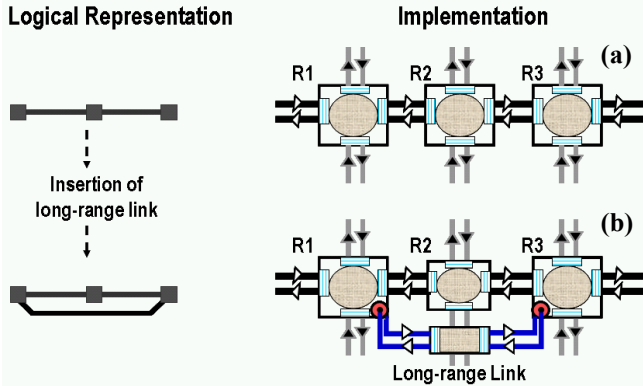 Logical Representation
Implementation
(a)
R1
R2
R3
Insertion of
long-range link
(b)
R1
R2
R3
Long-range Link